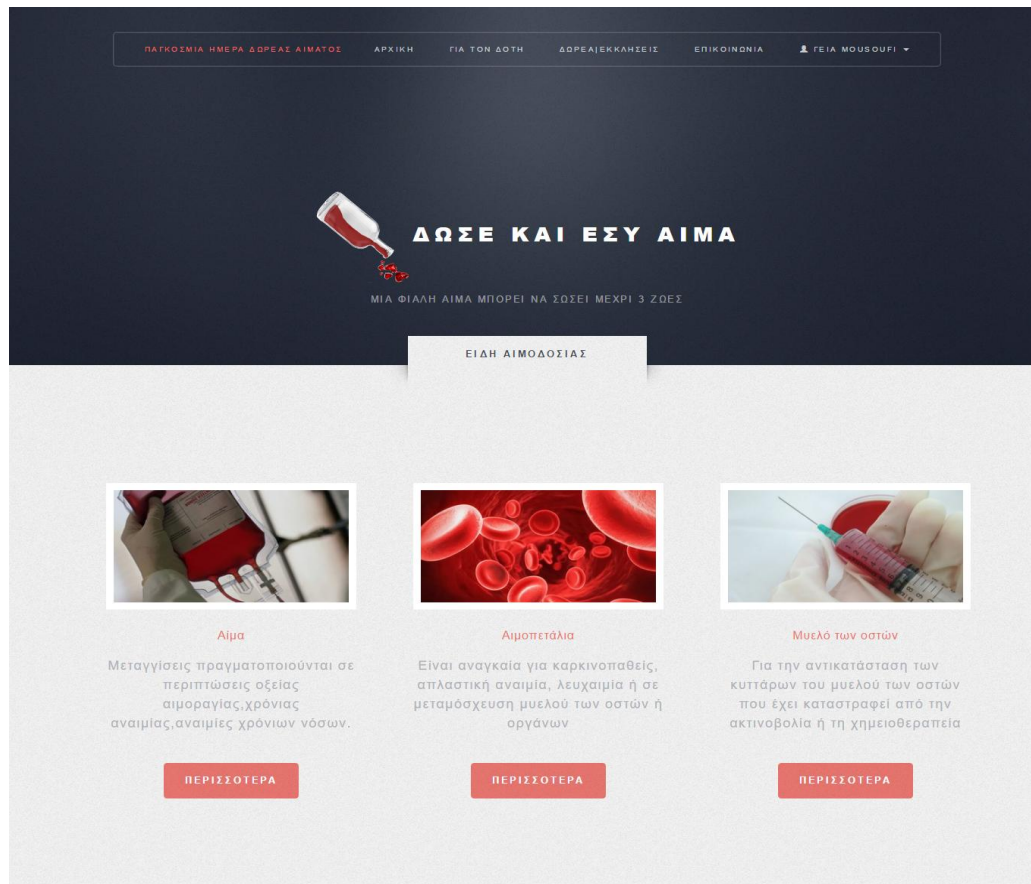 ΠΑΓΚΟΣΜΙΑ ΗΜΕΡΑ ΔΩΡΕΑΣ ΑΙΜΑΤΟΣ ΑΡΧΙΚΗ ΓΙΑ ΤΟΝ ΔΟΤΗ ΔΩΡΕΑ|ΕΚΚΛΗΣΕΙΣ ΕΠΙΚΟΙΝΩΝΙΑ ΓΕΙΑ MOUSOUFI
ΔΩΣΕ ΚΑΙ ΕΣΥ ΑΙΜΑ
ΜΙΑ ΦΙΑΛΗ ΑΙΜΑ ΜΠΟΡΕΙ ΝΑ ΣΩΣΕΙ ΜΕΧΡΙ 3 ΖΩΕΣ
ΕΙΔΗ ΑΙΜΟΔΟΣΙΑΣ
Αίμα
Μεταγγίσεις πραγματοποιούνται σε
περιπτώσεις οξείας
αιμοραγίας,χρόνιας
αναιμίας,αναιμίες χρόνιων νόσων.
ΠΕΡΙΣΣΟΤΕΡΑ
Αιμοπετάλια
Είναι αναγκαία για καρκινοπαθείς,
απλαστική αναιμία, λευχαιμία ή σε
μεταμόσχευση μυελού των οστών ή
οργάνων
ΠΕΡΙΣΣΟΤΕΡΑ
Μυελό των οστών
Για την αντικατάσταση των
κυττάρων του μυελού των οστών
που έχει καταστραφεί από την
ακτινοβολία ή τη χημειοθεραπεία
ΠΕΡΙΣΣΟΤΕΡΑ